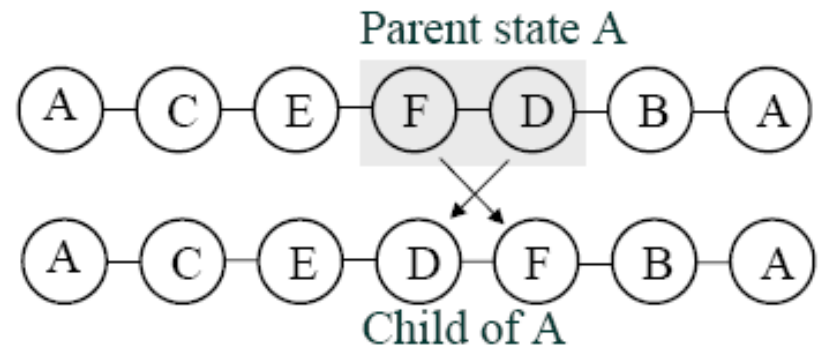 Parent state A
A C E F D B A
A C E D F B A
Child of A